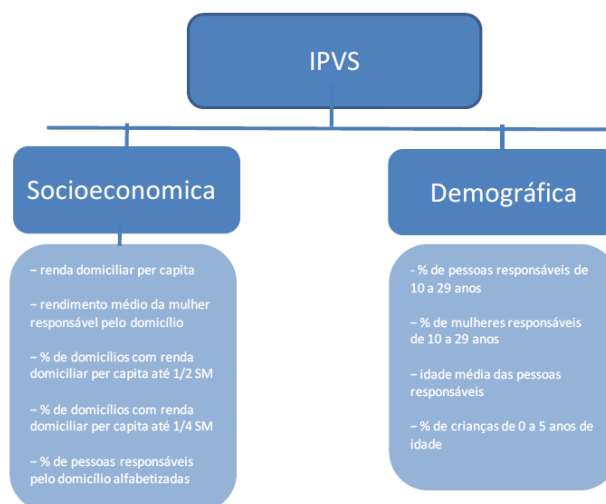 IPVS
Socioeconomica
– renda domiciliar per capita
– rendimento médio da mulher
responsável pelo domicílio
– % de domicílios com renda
domiciliar per capita até 1/2 SM
– % de domicílios com renda
domiciliar per capita até 1/4 SM
– % de pessoas responsáveis
pelo domicílio alfabetizadas
Demográfica
- % de pessoas responsáveis de
10 a 29 anos
– % de mulheres responsáveis
de 10 a 29 anos
– idade média das pessoas
responsáveis
– % de crianças de 0 a 5 anos de
idade